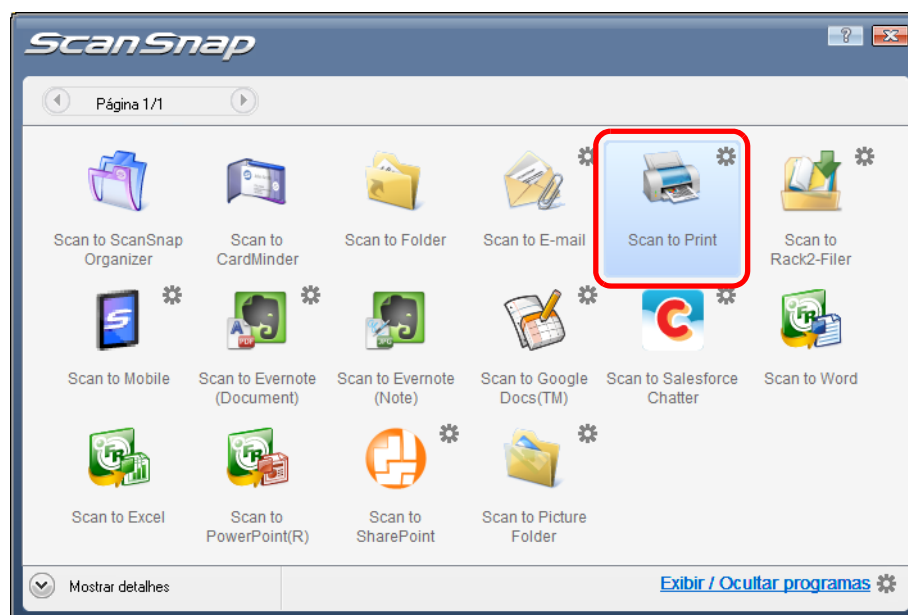 ScanSnap
Página 1/1
Scan to ScanSnap
Organizer
Scan to
CardMinder
Scan to Folder
Scan to E-mail
Scan to Print
Scan to
Rack2-Filer
Scan to Mobile
Scan to Evernote
(Document)
Scan to Evernote
(Note)
Scan to Google
Docs(TM)
Scan to Salesforce
Chatter
Scan to Word
Scan to Excel
Scan to
PowerPoint(R)
Scan to
SharePoint
Scan to Picture
Folder
Mostrar detalhes
Exibir / Ocultar programas